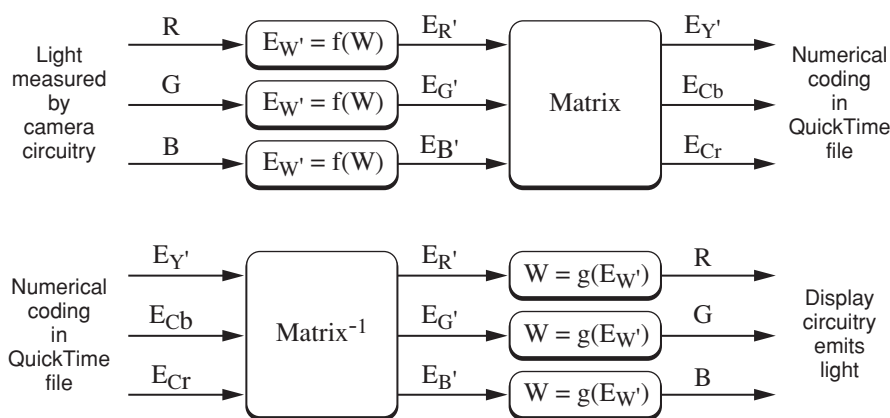 Light
measured
by
camera
circuitry
R
E_W' = f(W)
E_R'
G
E_W' = f(W)
E_G'
B
E_W' = f(W)
E_B'
Matrix
E_Y'
E_Cb
E_Cr
Numerical
coding
in
QuickTime
file
Numerical
coding
in
QuickTime
file
E_Y'
E_Cb
E_Cr
Matrix⁻¹
E_R'
W = g(E_W')
R
E_G'
W = g(E_W')
G
E_B'
W = g(E_W')
B
Display
circuitry
emits
light